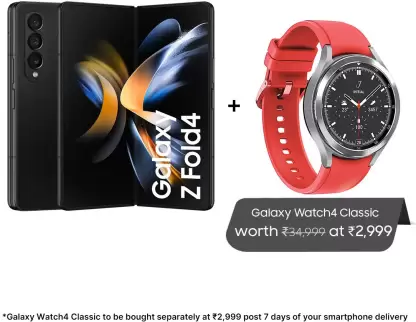 Galaxy
Z Fold4
+
Galaxy Watch4 Classic
worth ₹34,999 at ₹2,999
*Galaxy Watch4 Classic to be bought separately at ₹2,999 post 7 days of your smartphone delivery